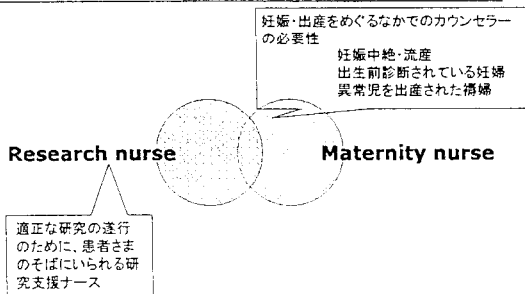 妊娠・出産をめぐるなかでのカウンセラー
の必要性
妊娠中絶・流産
出生前診断されている妊婦
異常児を出産された褥婦
Research nurse
Maternity nurse
適正な研究の遂行
のために、患者さま
のそばにいられる研
究支援ナース